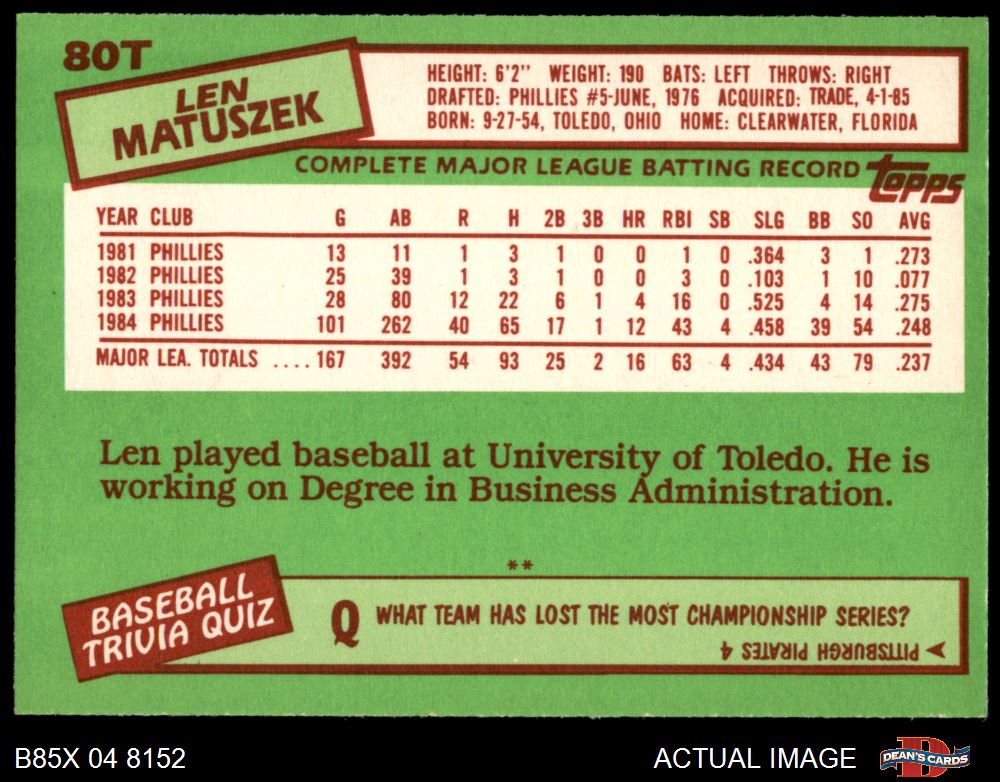 80T
LEN
MATUSZEK
HEIGHT: 6'2" WEIGHT: 190 BATS: LEFT THROWS: RIGHT
DRAFTED: PHILLIES #5-JUNE, 1976 ACQUIRED: TRADE, 4-1-85
BORN: 9-27-54, TOLEDO, OHIO HOME: CLEARWATER, FLORIDA
COMPLETE MAJOR LEAGUE BATTING RECORD topps
YEAR CLUB G AB R H 2B 3B HR RBI SB SLG BB SO AVG
1981 PHILLIES 13 11 1 3 1 0 0 1 0 .364 3 1 .273
1982 PHILLIES 25 39 1 3 1 0 0 3 0 .103 1 10 .077
1983 PHILLIES 28 80 12 22 6 1 4 16 0 .525 4 14 .275
1984 PHILLIES 101 262 40 65 17 1 12 43 4 .458 39 54 .248
MAJOR LEA. TOTALS .... 167 392 54 93 25 2 16 63 4 .434 43 79 .237
Len played baseball at University of Toledo. He is
working on Degree in Business Administration.
**
BASEBALL
TRIVIA QUIZ
Q WHAT TEAM HAS LOST THE MOST CHAMPIONSHIP SERIES?
PITTSBURGH PIRATES 4
B85X 04 8152 ACTUAL IMAGE D DEAN'S CARDS